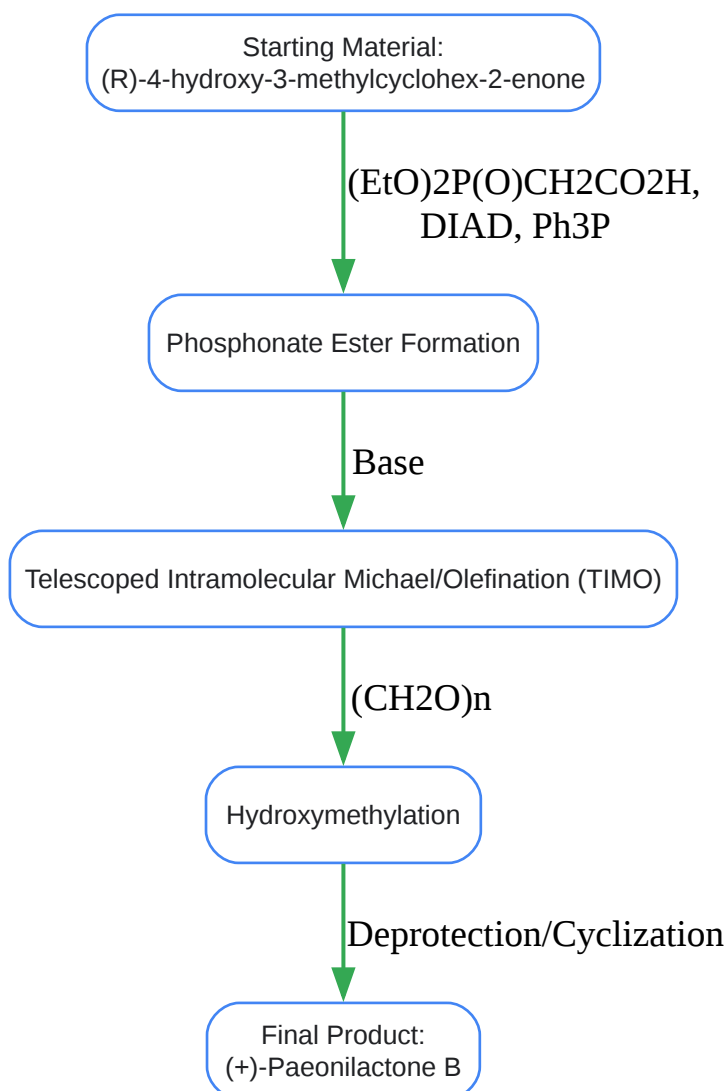 Starting Material:
(R)-4-hydroxy-3-methylcyclohex-2-enone
(EtO)2P(O)CH2CO2H,
DIAD, Ph3P
Phosphonate Ester Formation
Base
Telescoped Intramolecular Michael/Olefination (TIMO)
(CH2O)n
Hydroxymethylation
Deprotection/Cyclization
Final Product:
(+)-Paeonilactone B